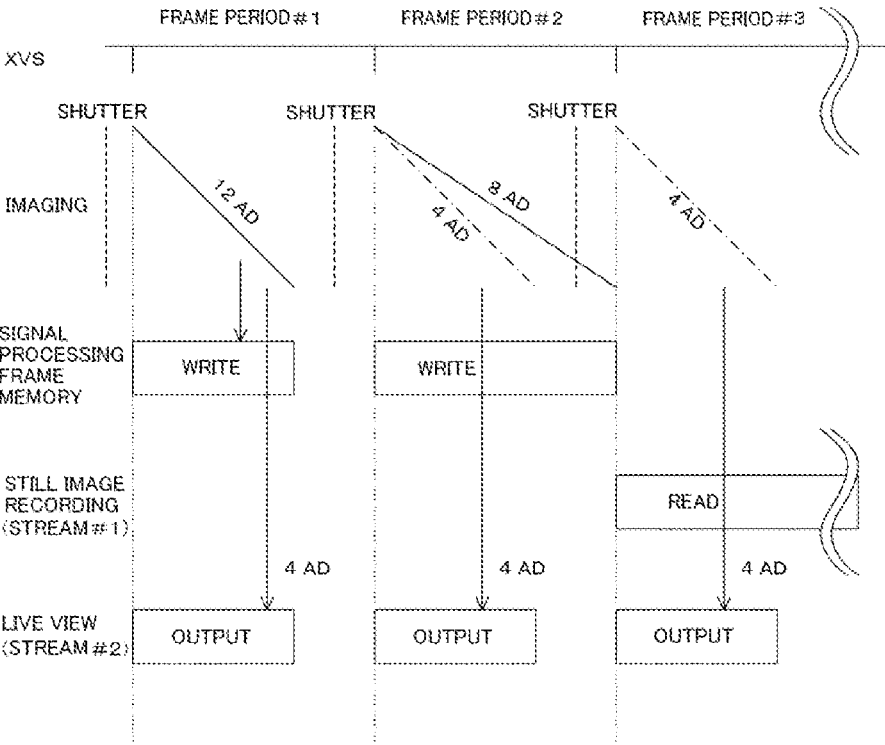 FRAME PERIOD#1
FRAME PERIOD#2
FRAME PERIOD#3
XVS
SHUTTER
SHUTTER
SHUTTER
IMAGING
12 AD
8 AD
4 AD
4 AD
SIGNAL
PROCESSING
FRAME
MEMORY
WRITE
WRITE
STILL IMAGE
RECORDING
(STREAM#1)
READ
4 AD
4 AD
4 AD
LIVE VIEW
(STREAM#2)
OUTPUT
OUTPUT
OUTPUT